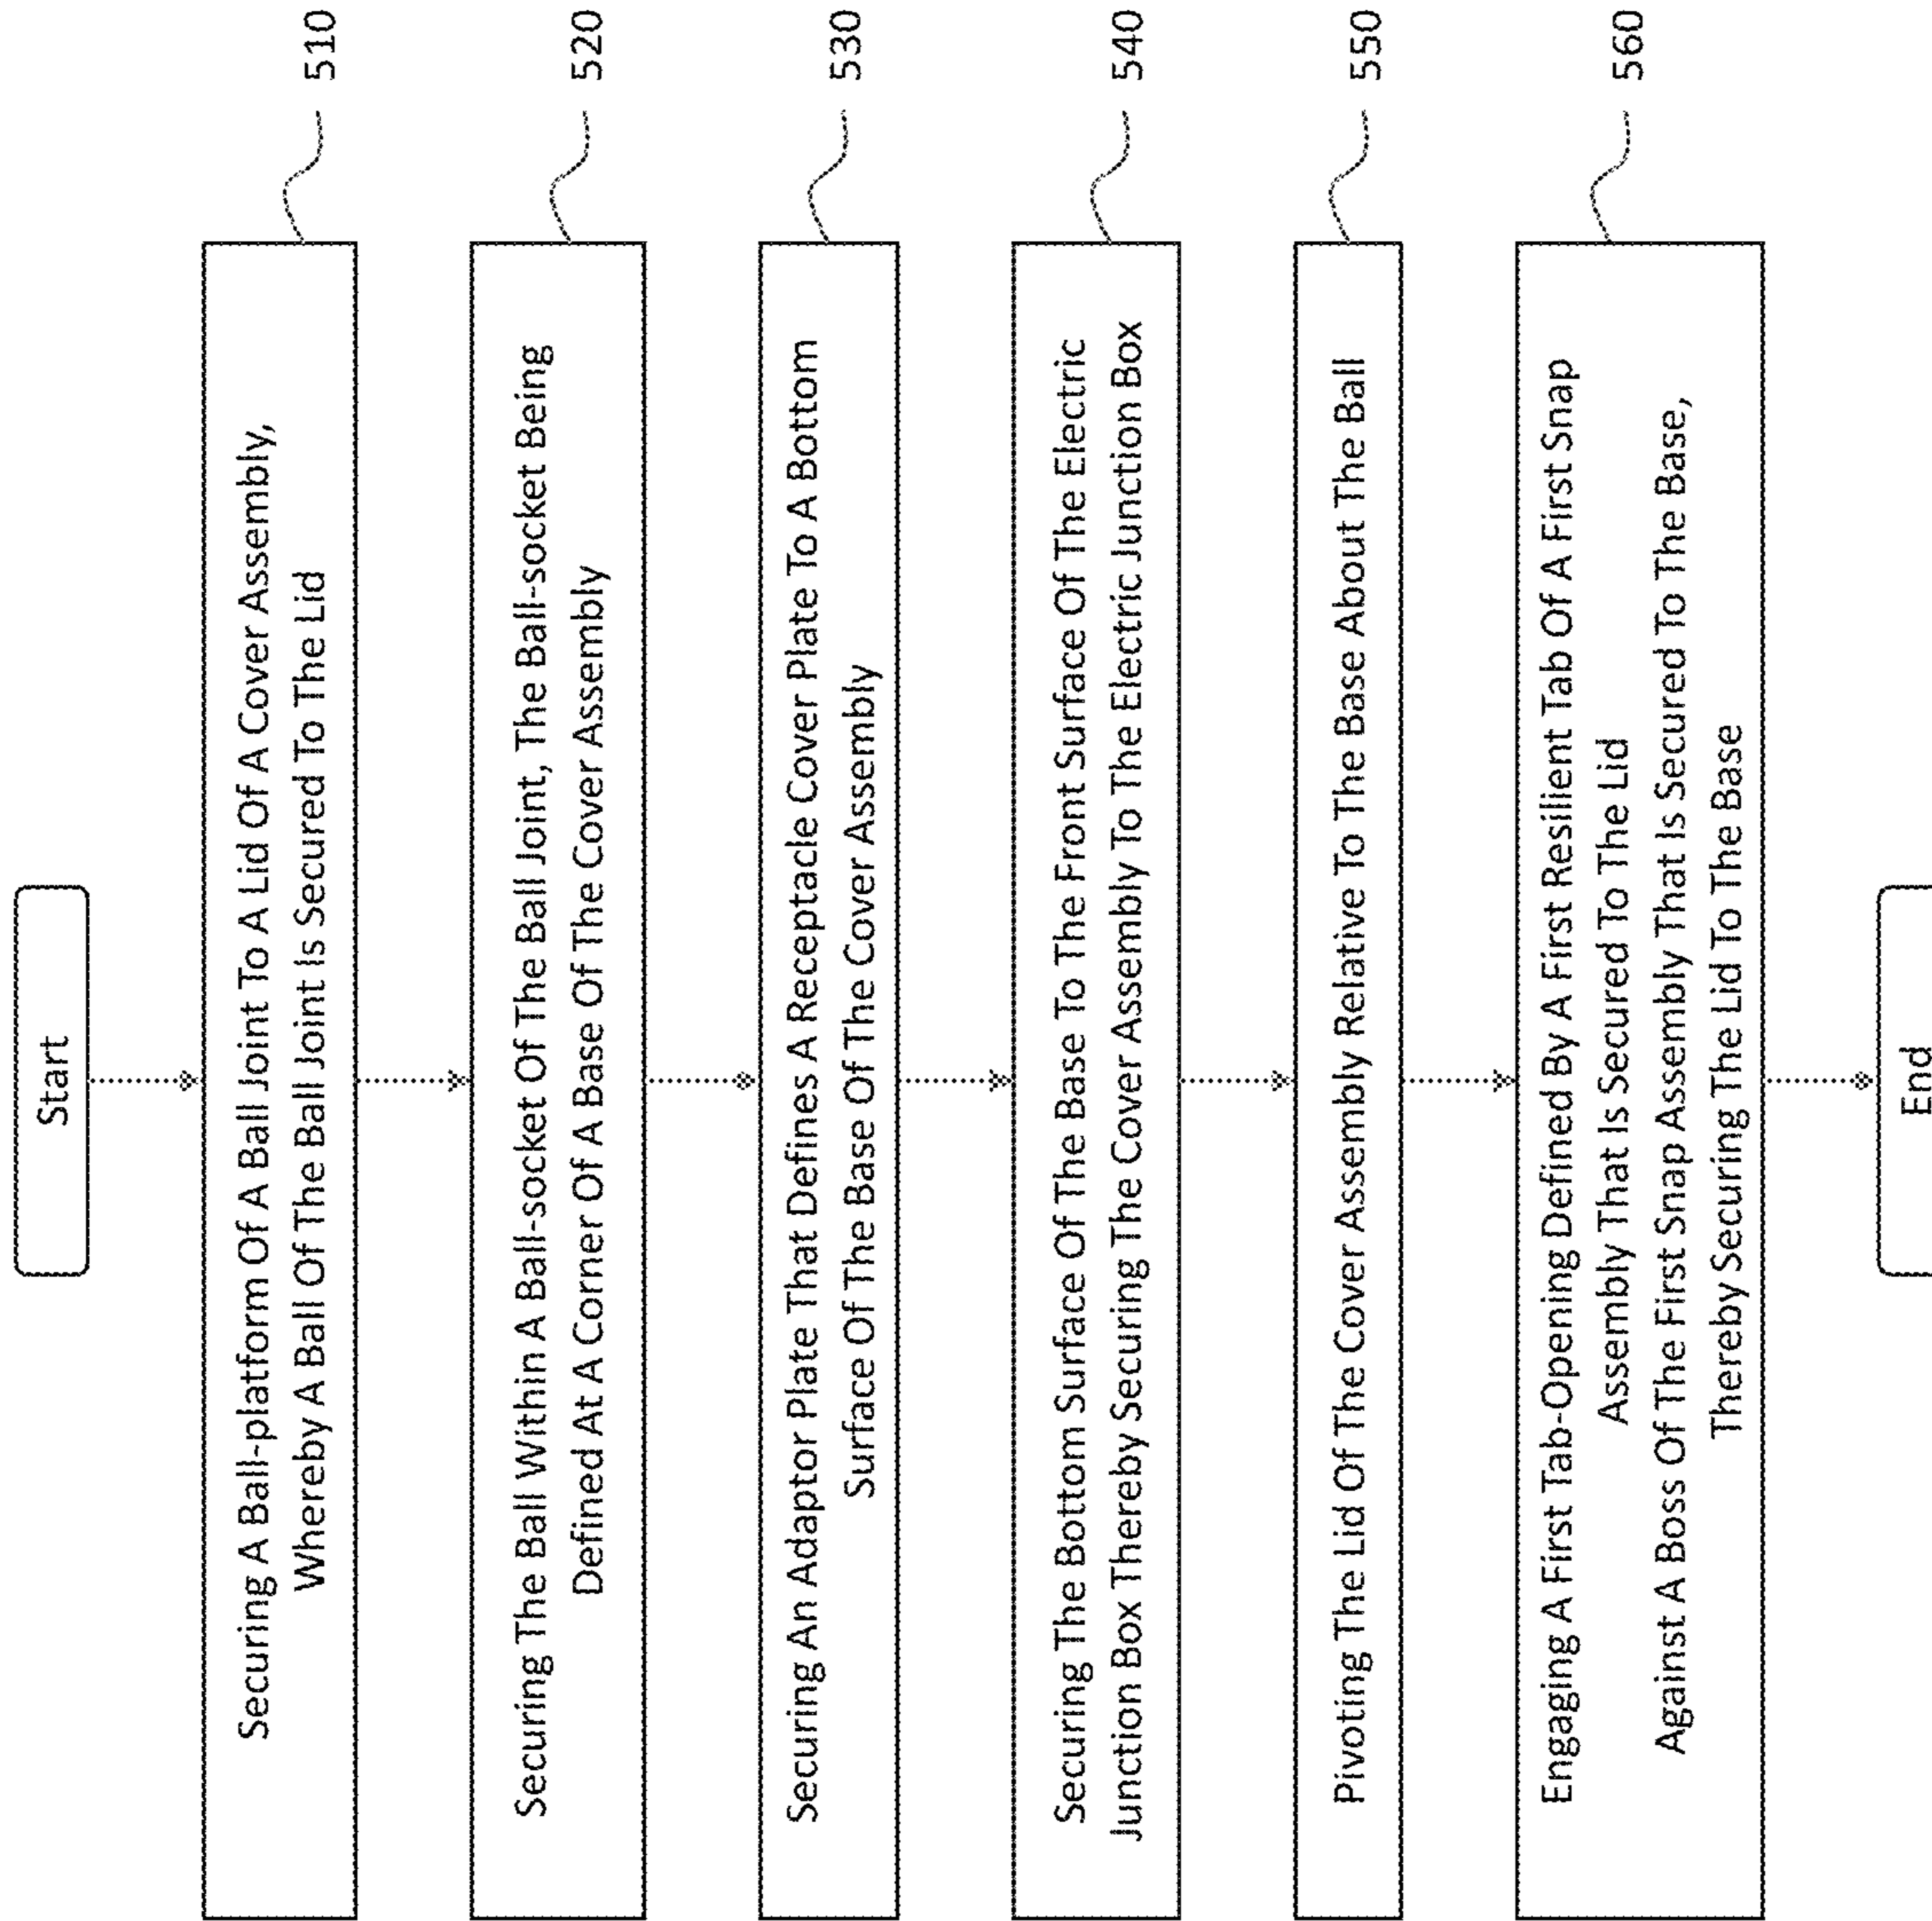 Start
Securing A Ball-platform Of A Ball Joint To A Lid Of A Cover Assembly,
Whereby A Ball Of The Ball Joint Is Secured To The Lid
510
Securing The Ball Within A Ball-socket Of The Ball Joint, The Ball-socket Being
Defined At A Corner Of A Base Of The Cover Assembly
520
Securing An Adaptor Plate That Defines A Receptacle Cover Plate To A Bottom
Surface Of The Base Of The Cover Assembly
530
Securing The Bottom Surface Of The Base To The Front Surface Of The Electric
Junction Box Thereby Securing The Cover Assembly To The Electric Junction Box
540
Pivoting The Lid Of The Cover Assembly Relative To The Base About The Ball
550
Engaging A First Tab-Opening Defined By A First Resilient Tab Of A First Snap
Assembly That Is Secured To The Lid
Against A Boss Of The First Snap Assembly That Is Secured To The Base,
Thereby Securing The Lid To The Base
560
End